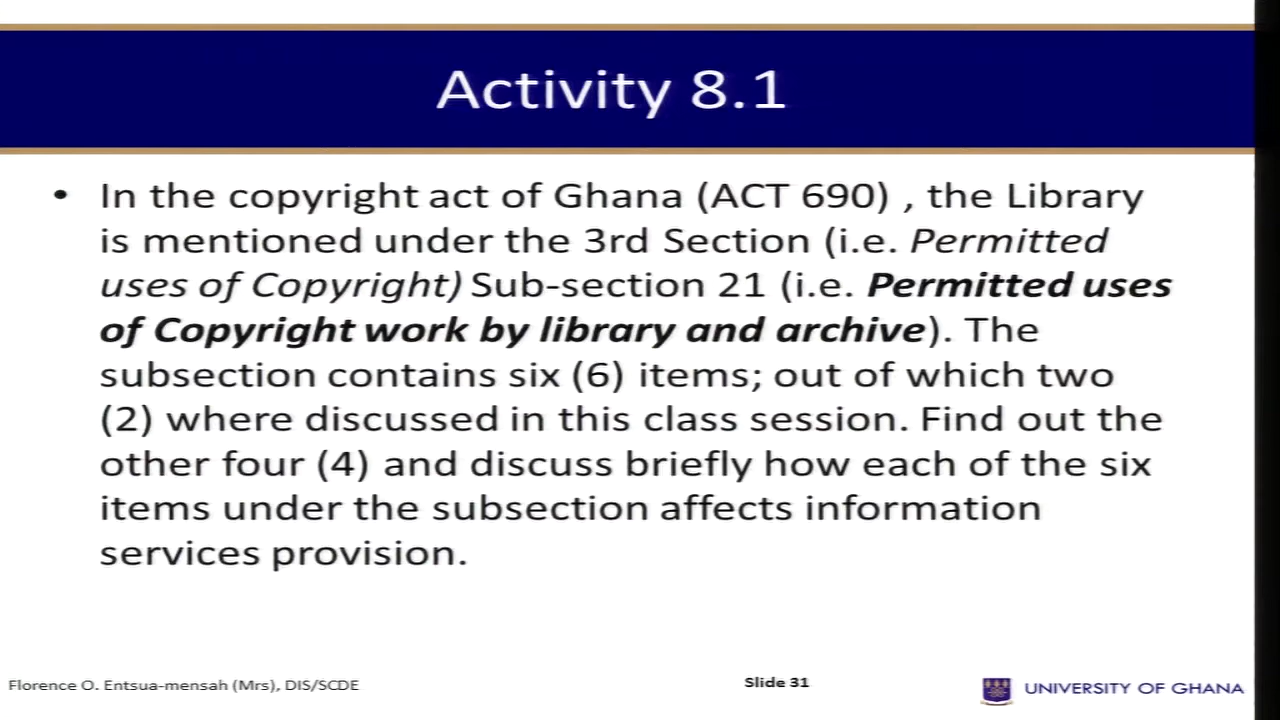 Activity 8.1
• In the copyright act of Ghana (ACT 690) , the Library
is mentioned under the 3rd Section (i.e. Permitted
uses of Copyright) Sub-section 21 (i.e. Permitted uses
of Copyright work by library and archive). The
subsection contains six (6) items; out of which two
(2) where discussed in this class session. Find out the
other four (4) and discuss briefly how each of the six
items under the subsection affects information
services provision.
Florence O. Entsua-mensah (Mrs), DIS/SCDE
Slide 31
UNIVERSITY OF GHANA